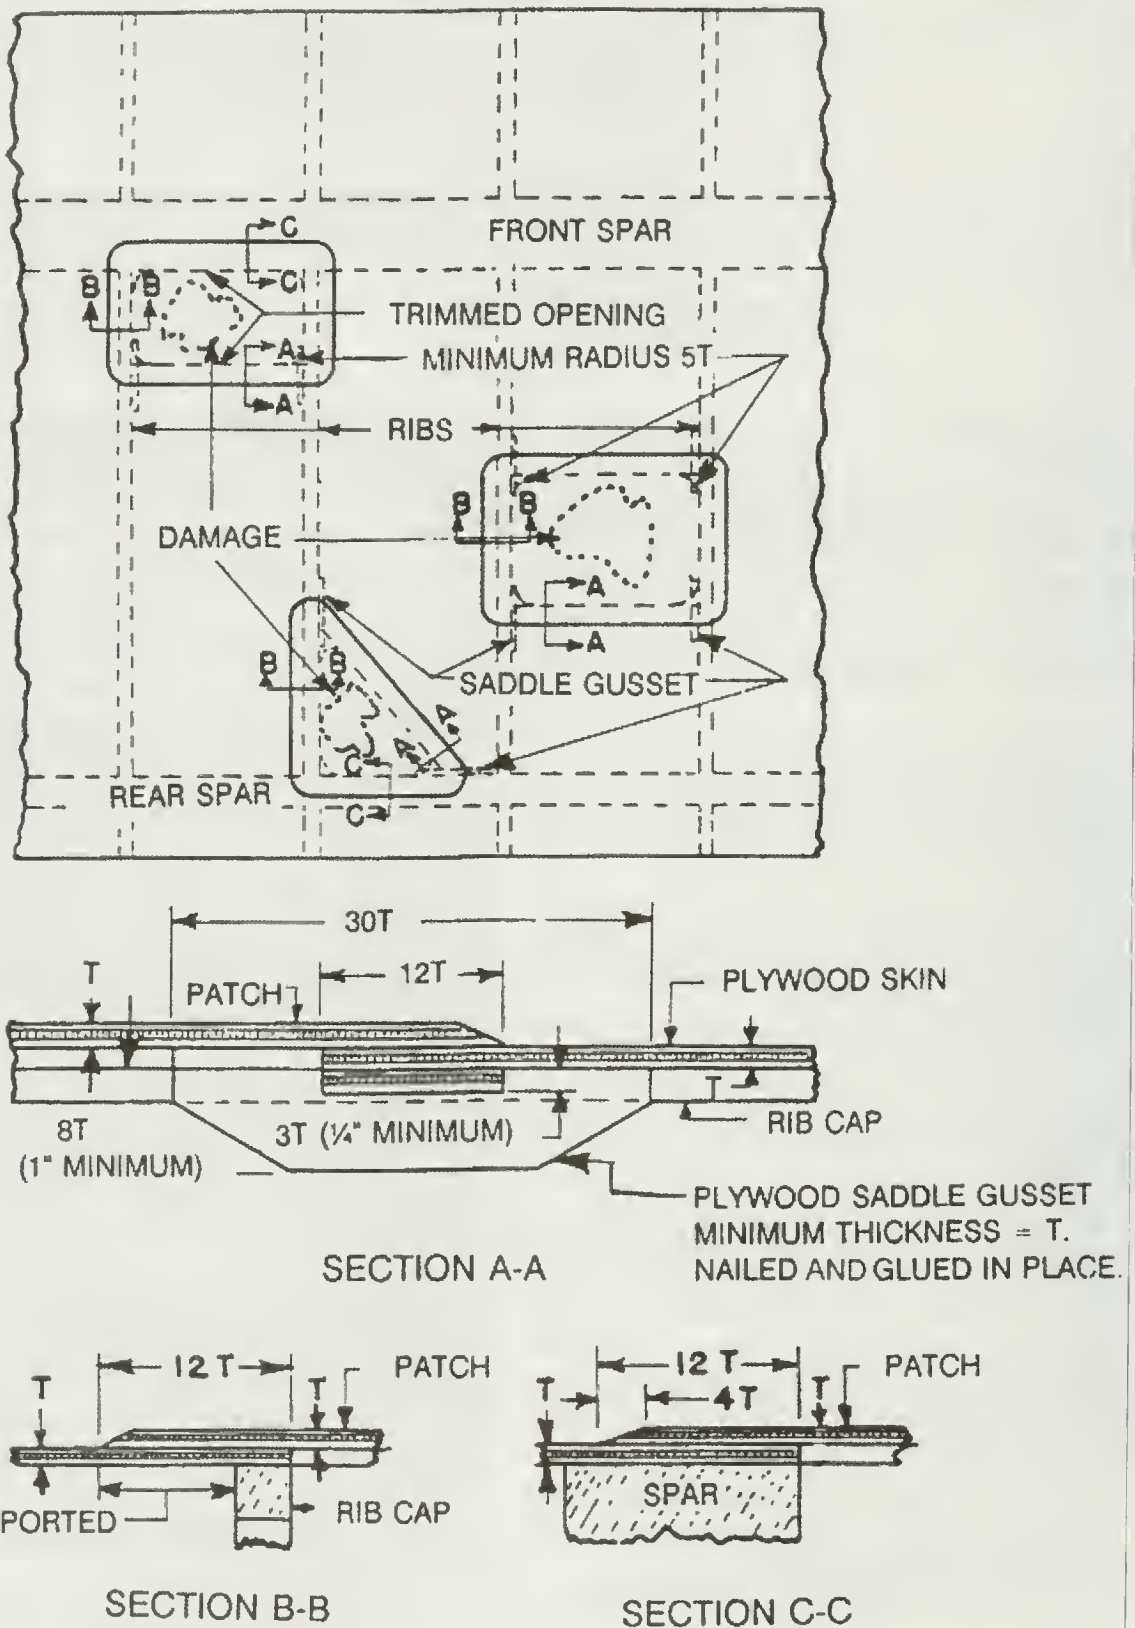 C
FRONT SPAR
B B C
TRIMMED OPENING
A MINIMUM RADIUS 5T
A
RIBS
B B
DAMAGE
A
B B A
SADDLE GUSSET
A
A
C
REAR SPAR
C
30T
T 12T PLYWOOD SKIN
PATCH
T
8T 3T (¼" MINIMUM) RIB CAP
(1" MINIMUM)
PLYWOOD SADDLE GUSSET
MINIMUM THICKNESS = T.
SECTION A-A NAILED AND GLUED IN PLACE.
12 T PATCH 12 T PATCH
T T T 4T T
SPAR
PORTED RIB CAP
SECTION B-B SECTION C-C